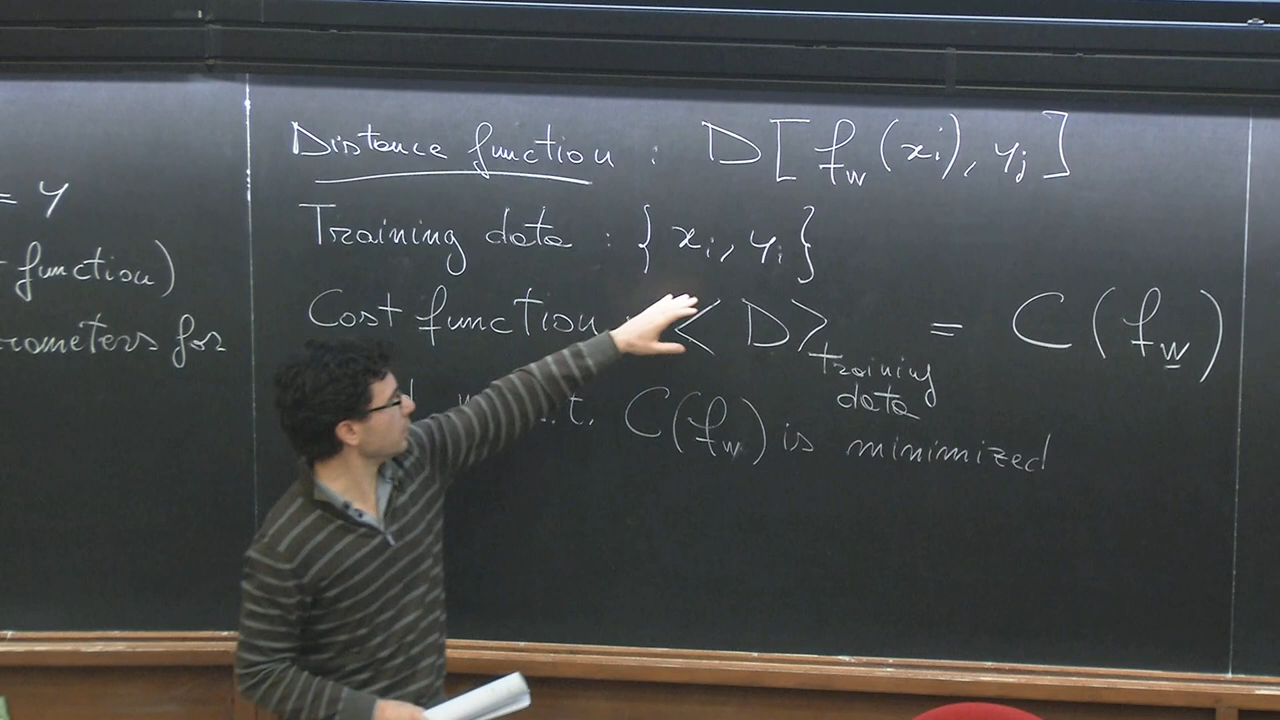 = y
function)
rameters for
Distance function : D[f_w(x_i), y_j]
Training data : {x_i, y_i}
Cost function : <D>_training data = C(f_w)
.t. C(f_w) is minimized